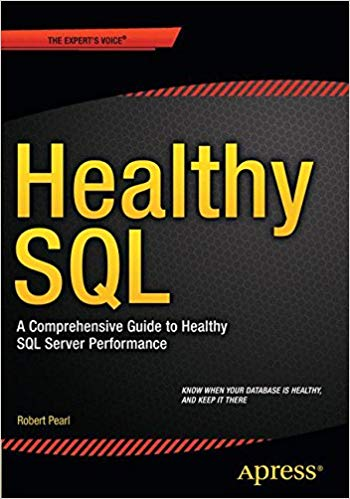 THE EXPERT'S VOICE®
Healthy
SQL
A Comprehensive Guide to Healthy
SQL Server Performance
KNOW WHEN YOUR DATABASE IS HEALTHY,
AND KEEP IT THERE
Robert Pearl
Apress®